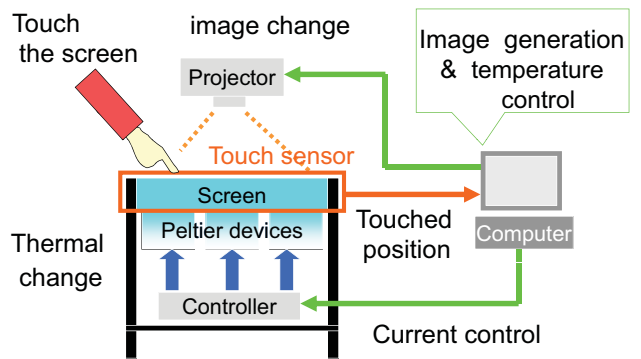 Touch
the screen
image change
Projector
Image generation
& temperature
control
Touch sensor
Screen
Peltier devices
Thermal
change
Touched
position
Computer
Controller
Current control